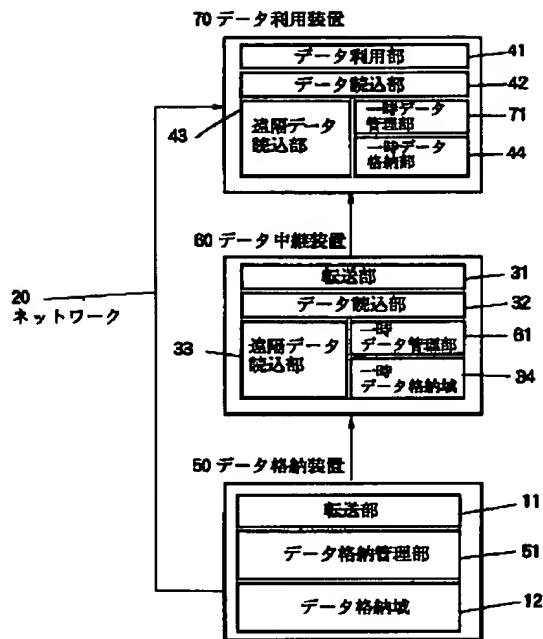 70 データ利用装置
データ利用部
41
データ読込部
42
43
遠隔データ
読込部
一時データ
管理部
71
一時データ
格納部
44
60 データ中継装置
20
ネットワーク
転送部
31
データ読込部
32
33
遠隔データ
読込部
一時
データ管理部
61
一時
データ格納域
34
50 データ格納装置
転送部
11
データ格納管理部
51
データ格納域
12